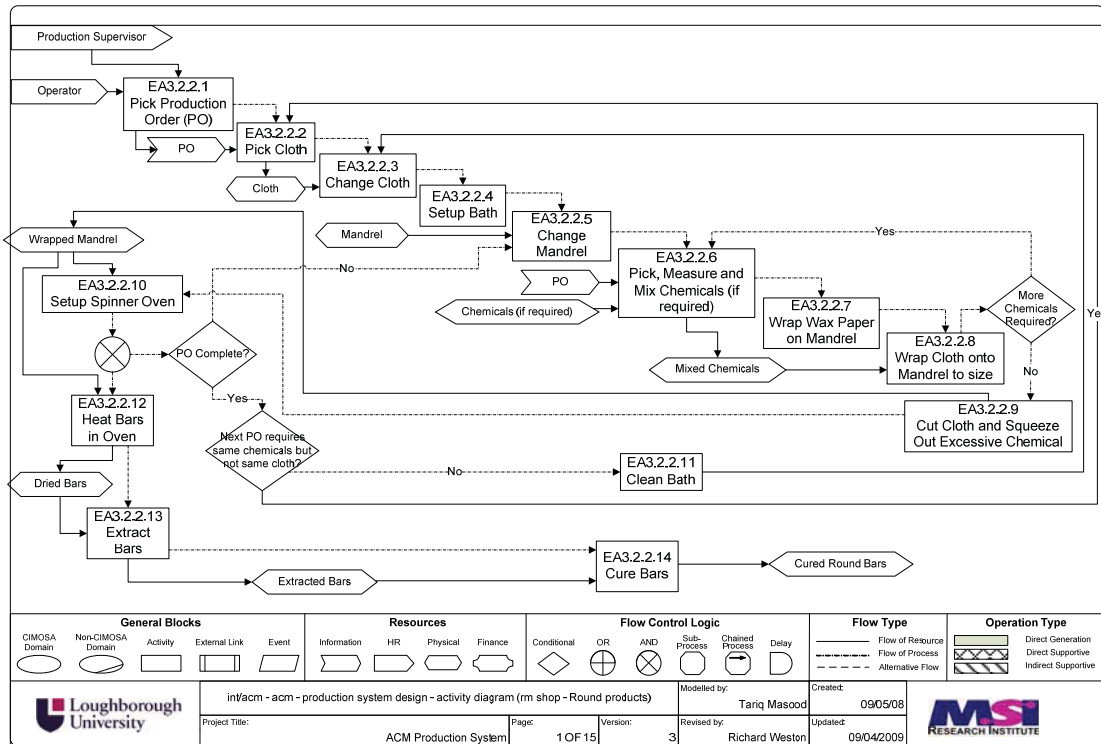 Production Supervisor
Operator
EA3.2.2.1
Pick Production
Order (PO)
PO
EA3.2.2.2
Pick Cloth
Cloth
EA3.2.2.3
Change Cloth
EA3.2.2.4
Setup Bath
Mandrel
EA3.2.2.5
Change
Mandrel
Wrapped Mandrel
EA3.2.2.10
Setup Spinner Oven
No
PO
Chemicals (if required)
EA3.2.2.6
Pick, Measure and
Mix Chemicals (if
required)
Yes
EA3.2.2.7
Wrap Wax Paper
on Mandrel
More
Chemicals
Required?
Yes
EA3.2.2.8
Wrap Cloth onto
Mandrel to size
Mixed Chemicals
No
PO Complete?
Yes
EA3.2.2.12
Heat Bars
in Oven
EA3.2.2.9
Cut Cloth and Squeeze
Out Excessive Chemical
Next PO requires
same chemicals but
not same cloth?
No
EA3.2.2.11
Clean Bath
Dried Bars
EA3.2.2.13
Extract
Bars
EA3.2.2.14
Cure Bars
Extracted Bars
Cured Round Bars
General Blocks
CIMOSA
Domain
Non-CIMOSA
Domain
Activity
External Link
Event
Resources
Information
HR
Physical
Finance
Flow Control Logic
Conditional
OR
AND
Sub-
Process
Chained
Process
Delay
Flow Type
Flow of Resource
Flow of Process
Alternative Flow
Operation Type
Direct Generation
Direct Supportive
Indirect Supportive
Loughborough
University
int/acm - acm - production system design - activity diagram (rm shop - Round products)
Modelled by:
Tariq Masood
Created:
09/05/08
Project Title:
ACM Production System
Page:
1 OF 15
Version:
3
Revised by:
Richard Weston
Updated:
09/04/2009
MSI
RESEARCH INSTITUTE